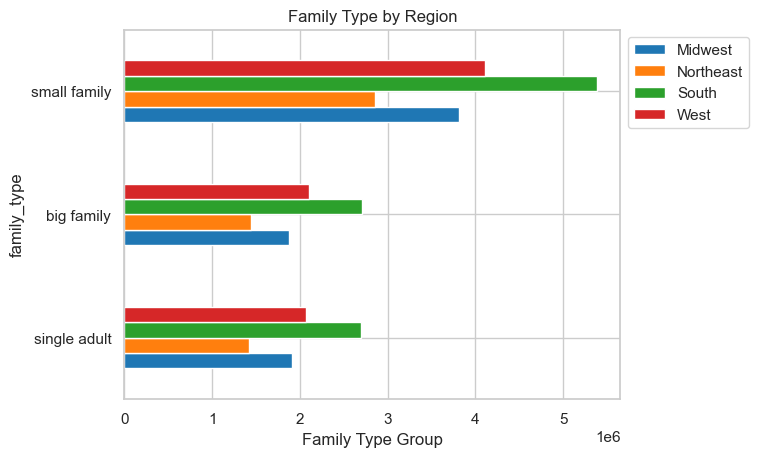 Family Type by Region
Midwest
Northeast
South
West
small family
big family
single adult
family_type
0 1 2 3 4 5
1e6
Family Type Group